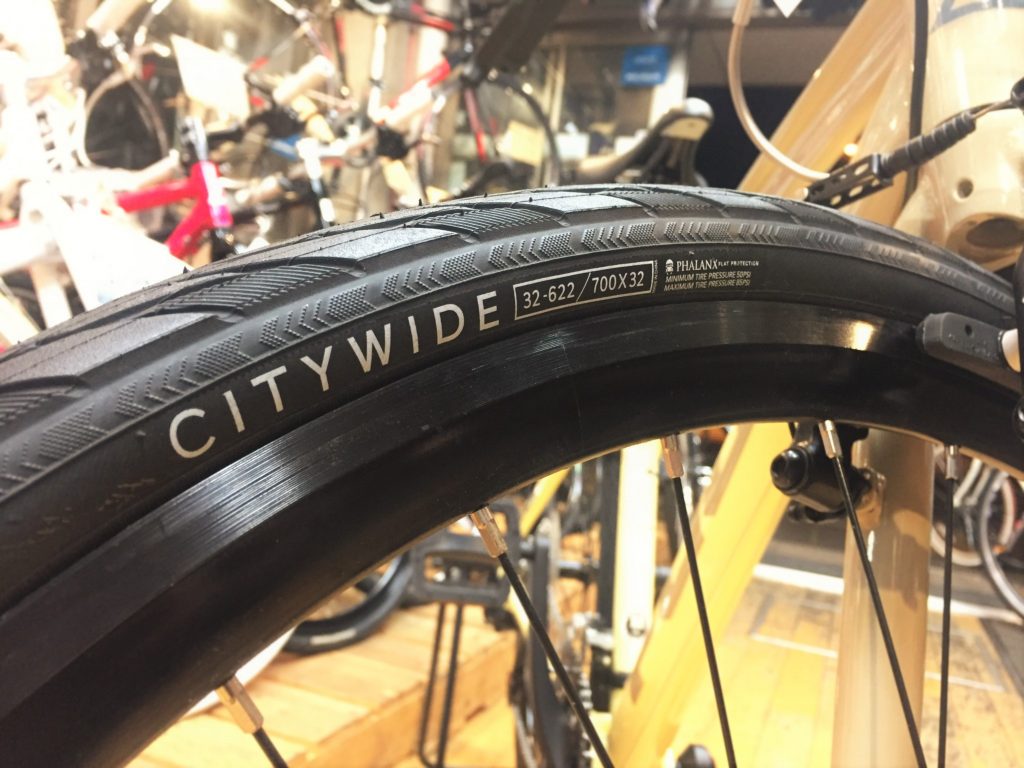 CITYWIDE
32-622/700X32
PHALANX FLAT PROTECTION
MINIMUM TIRE PRESSURE 50PSI
MAXIMUM TIRE PRESSURE 85PSI